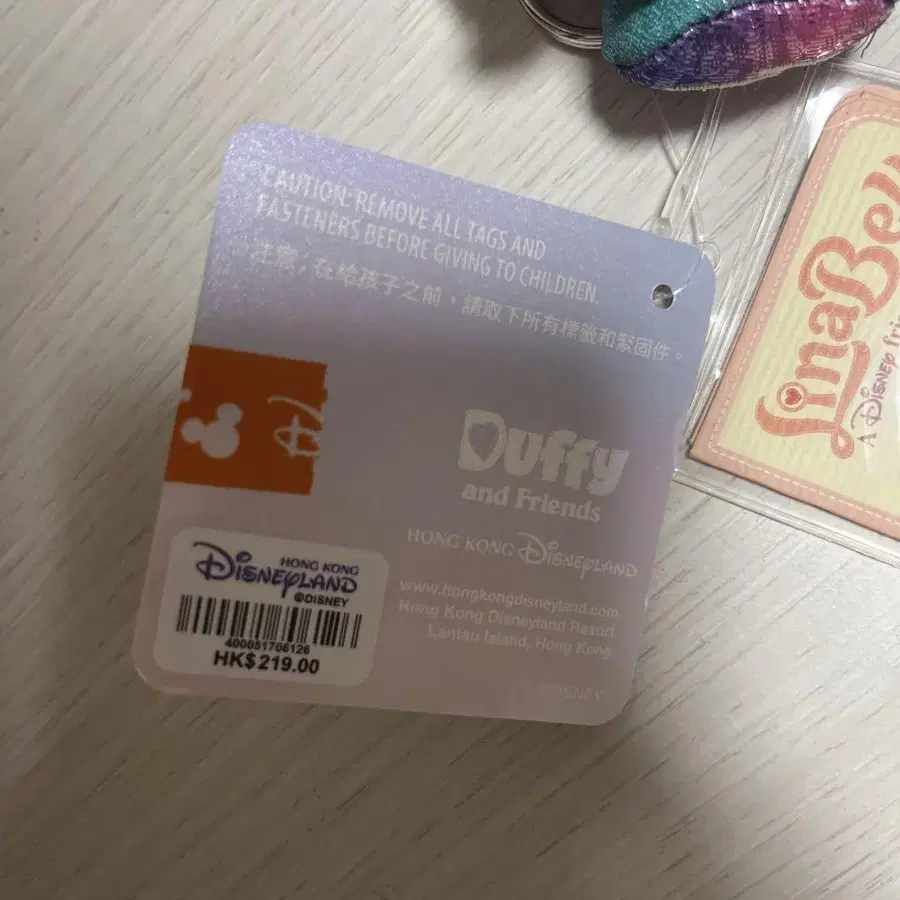 CAUTION: REMOVE ALL TAGS AND
FASTENERS BEFORE GIVING TO CHILDREN.
注意：在給孩子之前，請取下所有標籤和緊固件。
Duffy
and Friends
HONG KONG DISNEYLAND
www.hongkongdisneyland.com
Hong Kong Disneyland Resort
Lantau Island, Hong Kong
DISNEY
HONG KONG
DISNEYLAND
©DISNEY
400051706126
HK$219.00
LinaBell
A DISNEY